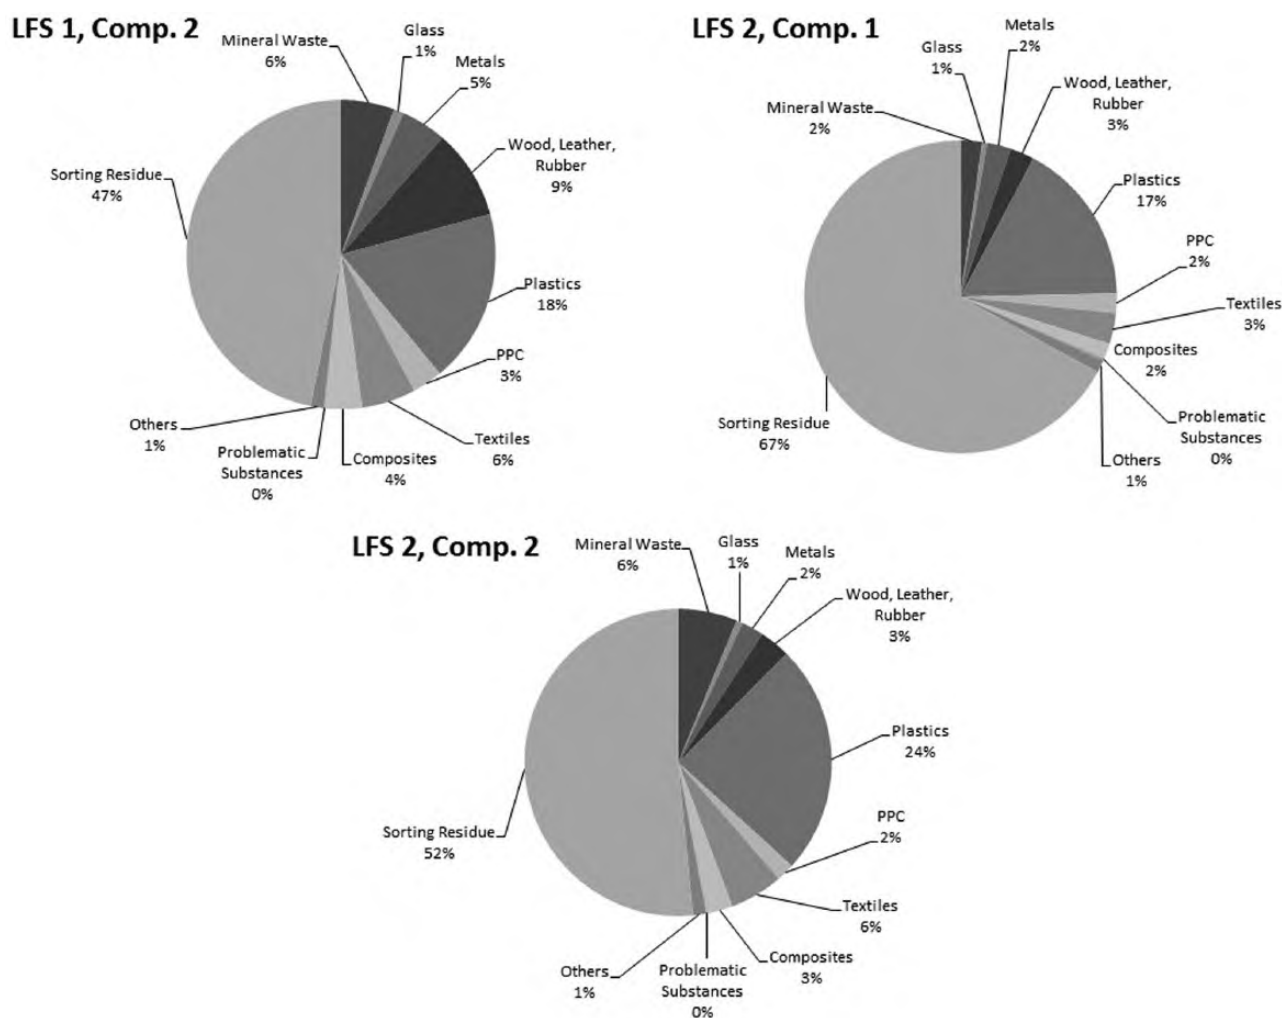 LFS 1, Comp. 2
Mineral Waste
6%
Glass
1%
Metals
5%
Wood, Leather,
Rubber
9%
Plastics
18%
PPC
3%
Textiles
6%
Composites
4%
Problematic
Substances
0%
Others
1%
Sorting Residue
47%
LFS 2, Comp. 1
Mineral Waste
2%
Glass
1%
Metals
2%
Wood, Leather,
Rubber
3%
Plastics
17%
PPC
2%
Textiles
3%
Composites
2%
Problematic
Substances
0%
Others
1%
Sorting Residue
67%
LFS 2, Comp. 2
Mineral Waste
6%
Glass
1%
Metals
2%
Wood, Leather,
Rubber
3%
Plastics
24%
PPC
2%
Textiles
6%
Composites
3%
Problematic
Substances
0%
Others
1%
Sorting Residue
52%